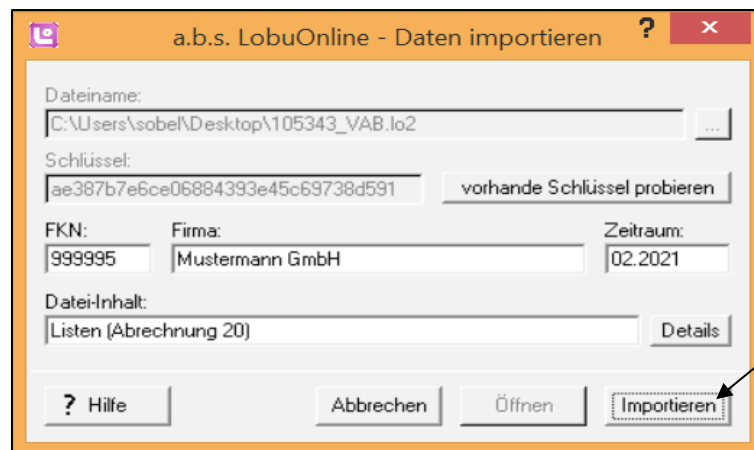 a.b.s. LobuOnline - Daten importieren ? ×
Dateiname:
C:\Users\sobel\Desktop\105343_VAB.lo2 ...
Schlüssel:
ae387b7e6ce06884393e45c69738d591 vorhande Schlüssel probieren
FKN: Firma: Zeitraum:
999995 Mustermann GmbH 02.2021
Datei-Inhalt:
Listen (Abrechnung 20) Details
? Hilfe Abbrechen Öffnen Importieren